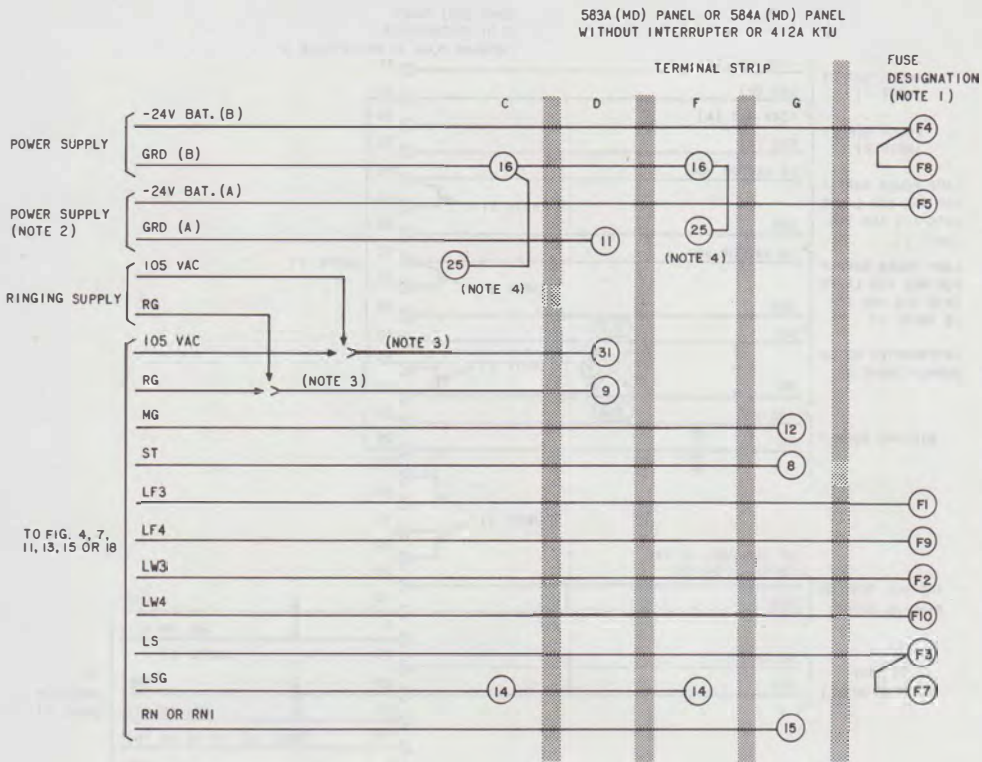 583A (MD) PANEL OR 584A (MD) PANEL
WITHOUT INTERRUPTER OR 412A KTU
TERMINAL STRIP
FUSE
DESIGNATION
(NOTE 1)
C D F G
POWER SUPPLY
-24V BAT. (B) F4
F8
GRD (B) 16 16
POWER SUPPLY
(NOTE 2)
-24V BAT. (A) F5
25
(NOTE 4)
GRD (A) 11
25
(NOTE 4)
RINGING SUPPLY
105 VAC
RG
TO FIG. 4, 7,
11, 13, 15 OR 18
105 VAC (NOTE 3) 31
RG (NOTE 3) 9
MG 12
ST 8
LF3 F1
LF4 F9
LW3 F2
LW4 F10
LS F3
F7
LSG 14 14
RN OR RN1 15